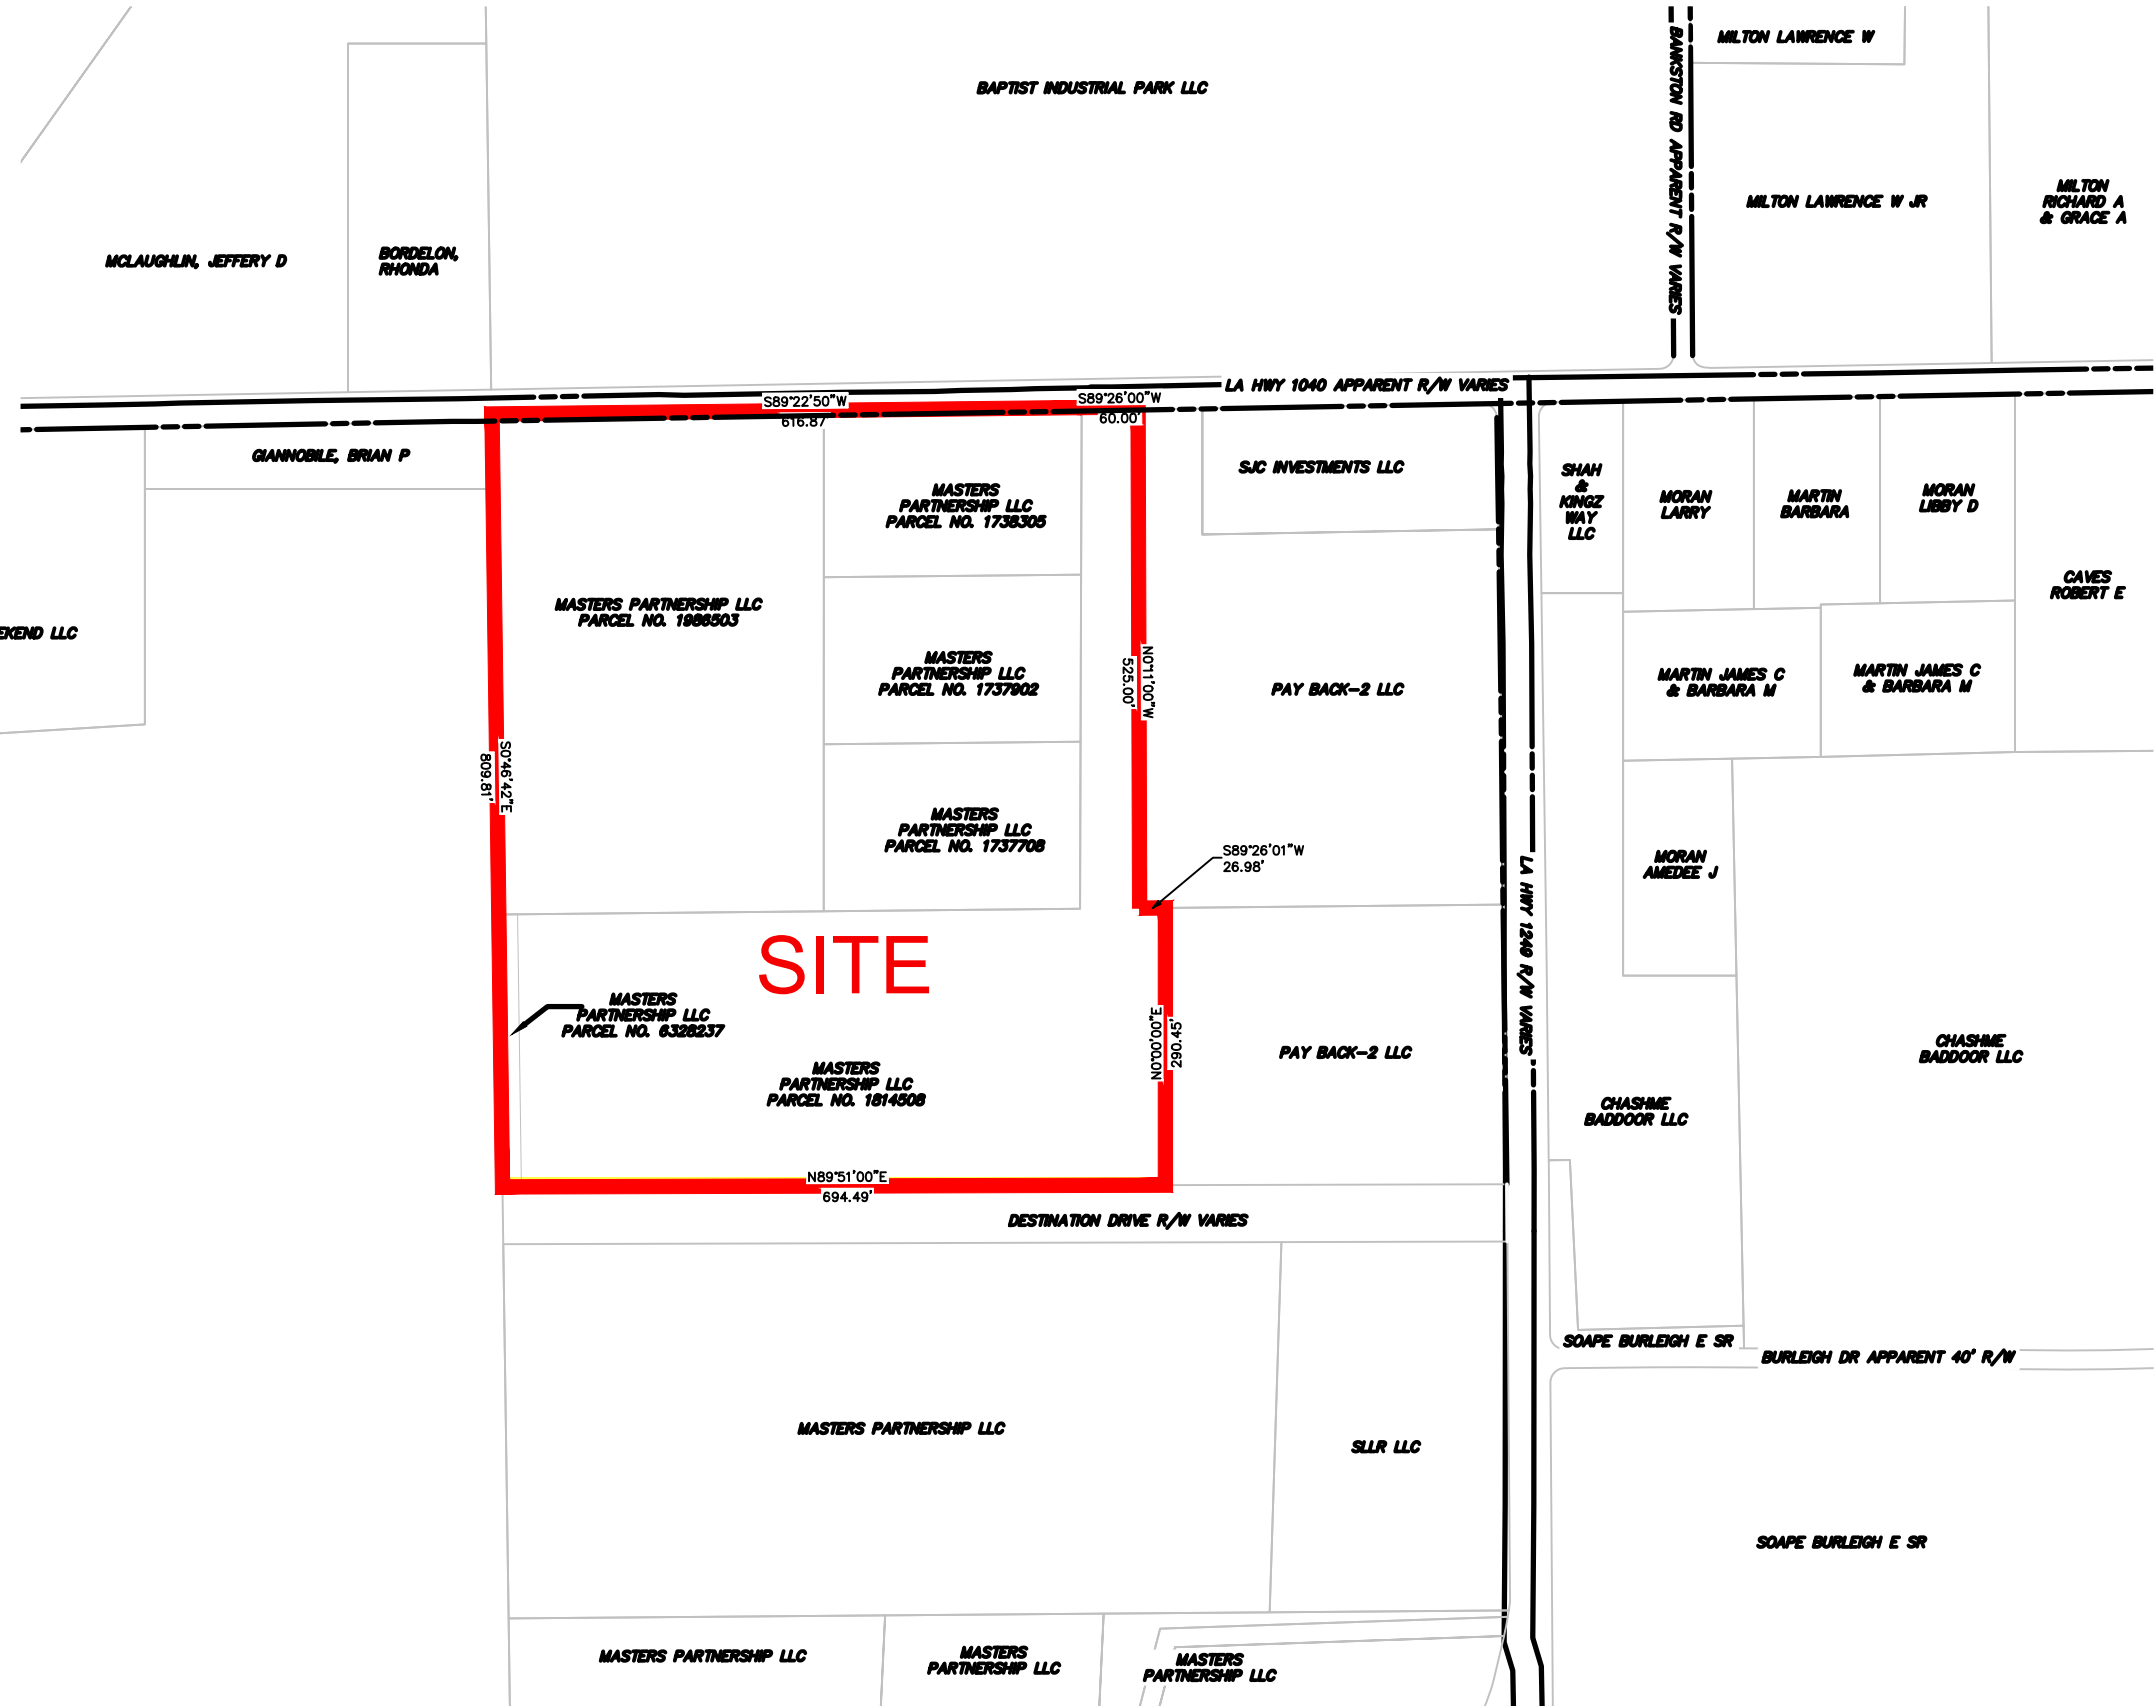 MILTON LAWRENCE W
BAPTIST INDUSTRIAL PARK LLC
BANKSTON RD APPARENT R/W VARIES
MILTON LAWRENCE W JR
MILTON
RICHARD A
& GRACE A
MCLAUGHLIN, JEFFERY D
BORDELON,
RHONDA
LA HWY 1040 APPARENT R/W VARIES
S89°22'50"W
616.87'
S89°26'00"W
60.00'
GIANNOBILE, BRIAN P
SJC INVESTMENTS LLC
SHAH
&
KINGZ
WAY
LLC
MORAN
LARRY
MARTIN
BARBARA
MORAN
LIBBY D
MASTERS
PARTNERSHIP LLC
PARCEL NO. 1738305
CAVES
ROBERT E
MASTERS PARTNERSHIP LLC
PARCEL NO. 1986503
EKEND LLC
MASTERS
PARTNERSHIP LLC
PARCEL NO. 1737902
N0°11'00"W
525.00'
PAY BACK-2 LLC
MARTIN JAMES C
& BARBARA M
MARTIN JAMES C
& BARBARA M
S0°46'42"E
809.81'
MASTERS
PARTNERSHIP LLC
PARCEL NO. 1737708
S89°26'01"W
26.98'
MORAN
AMEDEE J
LA HWY 1249 R/W VARIES
SITE
MASTERS
PARTNERSHIP LLC
PARCEL NO. 6328237
N0°00'00"E
290.45'
PAY BACK-2 LLC
CHASHME
BADDOOR LLC
MASTERS
PARTNERSHIP LLC
PARCEL NO. 1814508
CHASHME
BADDOOR LLC
N89°51'00"E
694.49'
DESTINATION DRIVE R/W VARIES
SOAPE BURLEIGH E SR
BURLEIGH DR APPARENT 40' R/W
MASTERS PARTNERSHIP LLC
SLLR LLC
SOAPE BURLEIGH E SR
MASTERS PARTNERSHIP LLC
MASTERS
PARTNERSHIP LLC
MASTERS
PARTNERSHIP LLC